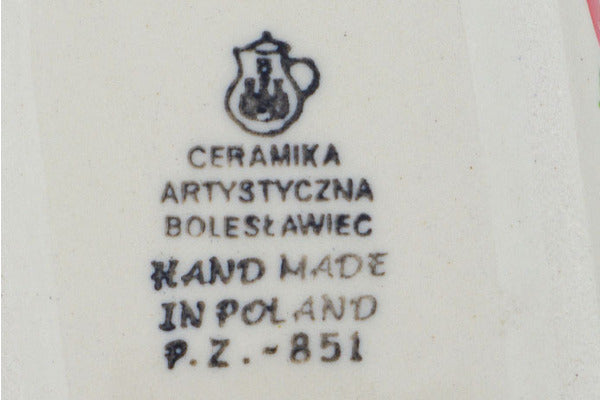 CERAMIKA
ARTYSTYCZNA
BOLESŁAWIEC
HAND MADE
IN POLAND
P.Z.-851